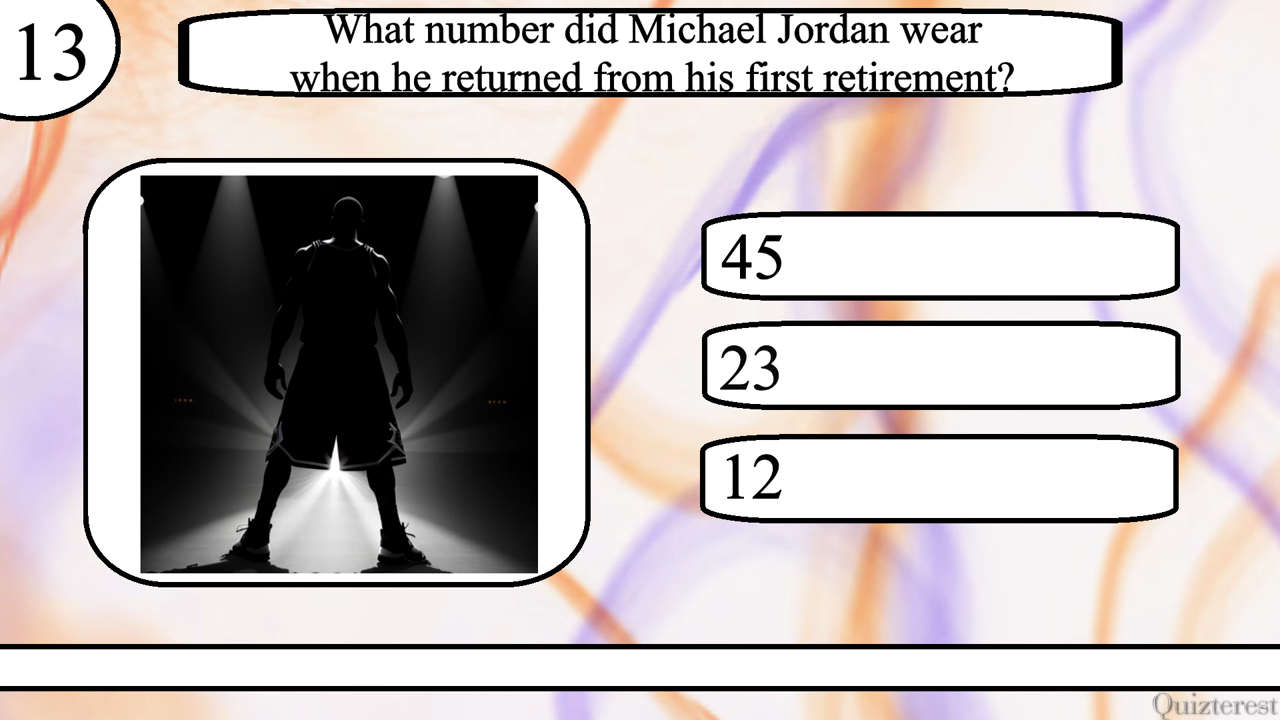 13
What number did Michael Jordan wear
when he returned from his first retirement?
45
23
12
Quizterest